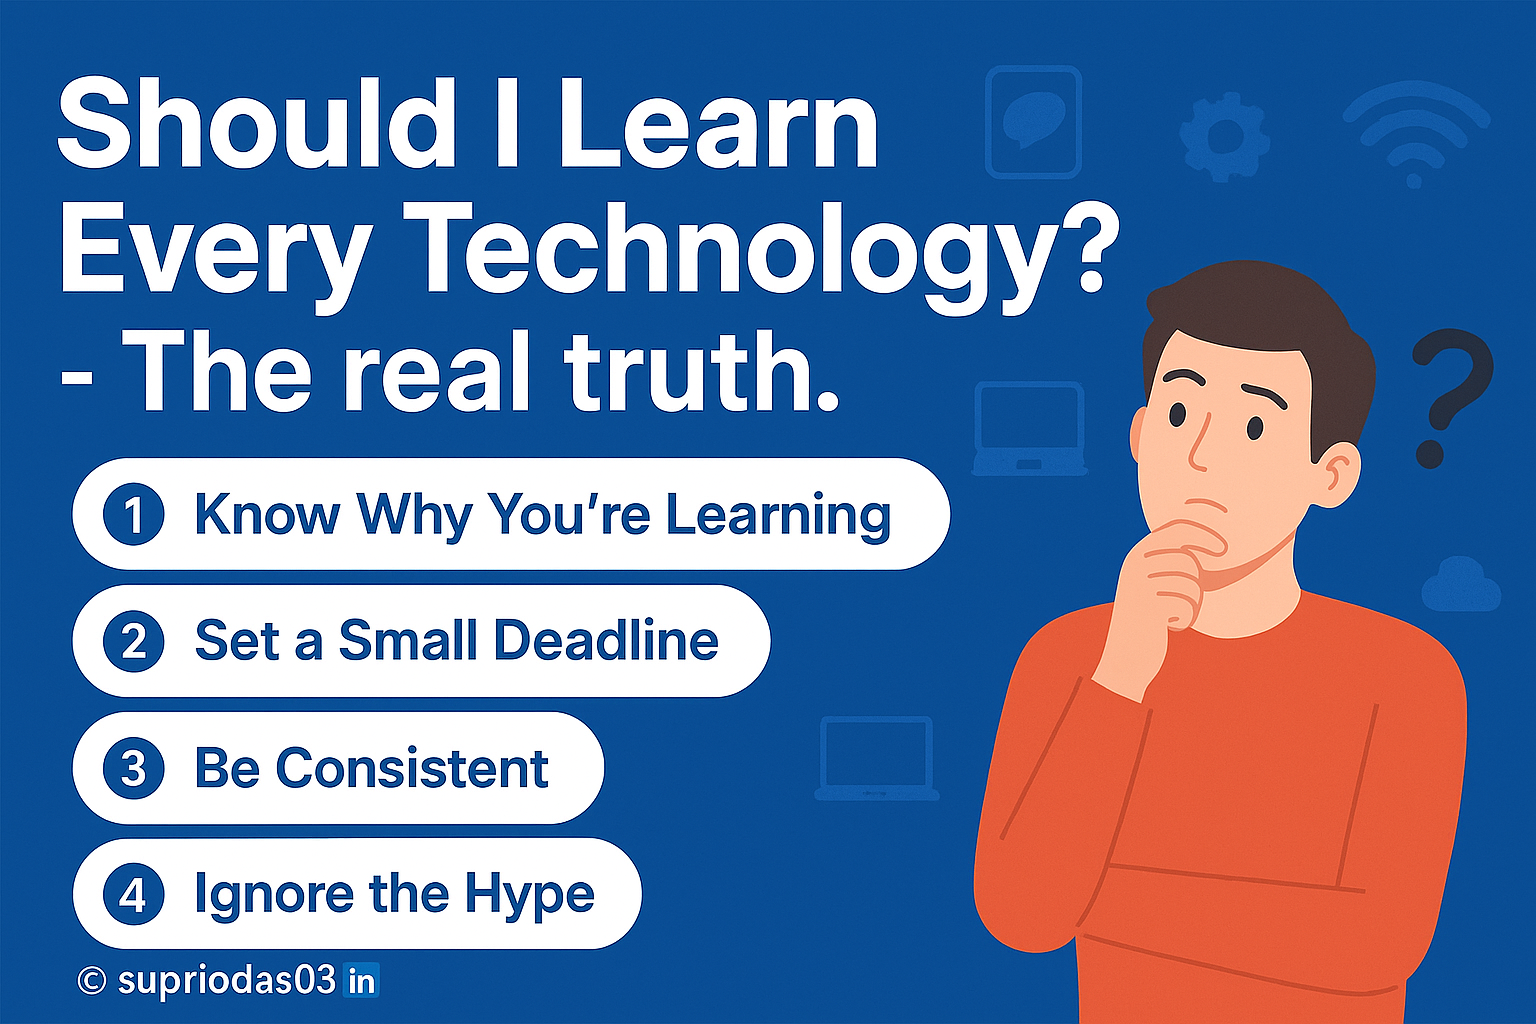 Should I Learn
Every Technology?
- The real truth.
1 Know Why You’re Learning
2 Set a Small Deadline
3 Be Consistent
4 Ignore the Hype
© supriodas03 in